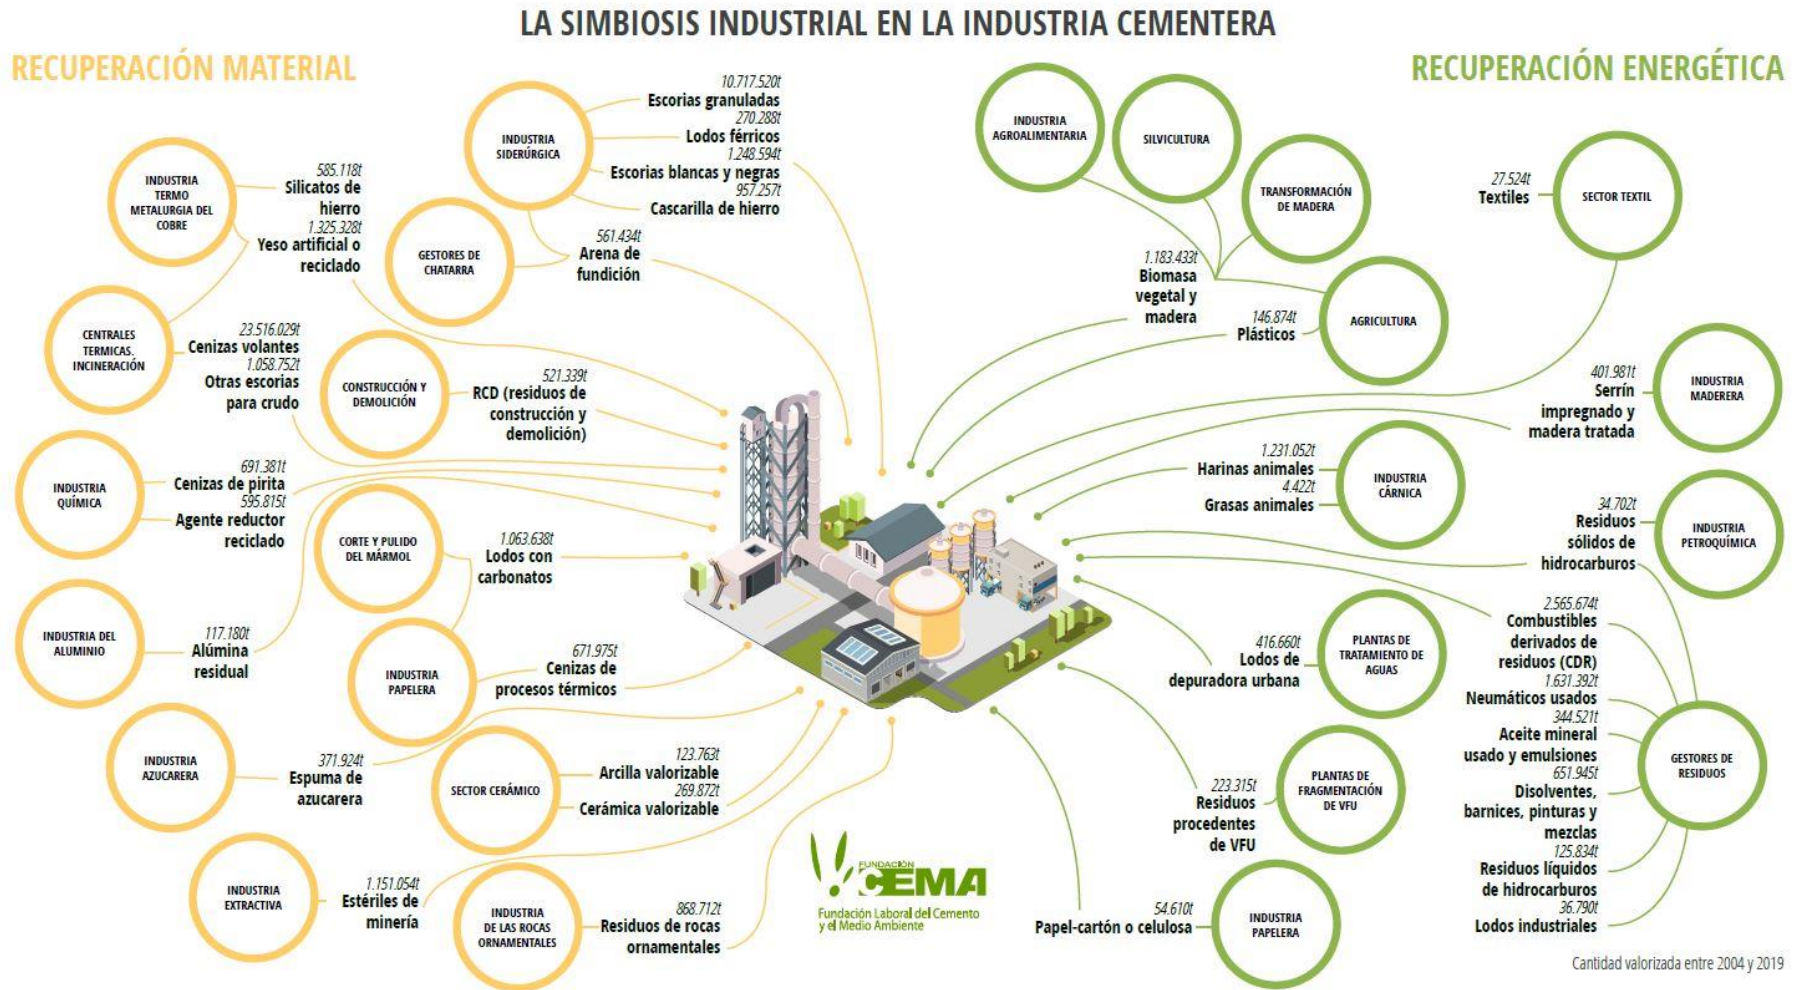 LA SIMBIOSIS INDUSTRIAL EN LA INDUSTRIA CEMENTERA
RECUPERACIÓN MATERIAL
INDUSTRIA
TERMO
METALURGIA DEL
COBRE
585.118t
Silicatos de
hierro
1.325.328t
Yeso artificial o
reciclado
INDUSTRIA
SIDERÚRGICA
10.717.520t
Escorias granuladas
270.288t
Lodos férricos
1.248.594t
Escorias blancas y negras
957.257t
Cascarilla de hierro
GESTORES DE
CHATARRA
561.434t
Arena de
fundición
CENTRALES
TERMICAS.
INCINERACIÓN
23.516.029t
Cenizas volantes
1.058.752t
Otras escorias
para crudo
CONSTRUCCIÓN Y
DEMOLICIÓN
521.339t
RCD (residuos de
construcción y
demolición)
INDUSTRIA
QUÍMICA
691.381t
Cenizas de pirita
595.815t
Agente reductor
reciclado
CORTE Y PULIDO
DEL MÁRMOL
1.063.638t
Lodos con
carbonatos
INDUSTRIA DEL
ALUMINIO
117.180t
Alúmina
residual
INDUSTRIA
PAPELERA
671.975t
Cenizas de
procesos térmicos
INDUSTRIA
AZUCARERA
371.924t
Espuma de
azucarera
SECTOR CERÁMICO
123.763t
Arcilla valorizable
269.872t
Cerámica valorizable
INDUSTRIA
EXTRACTIVA
1.151.054t
Estériles de
minería
INDUSTRIA
DE LAS ROCAS
ORNAMENTALES
868.712t
Residuos de rocas
ornamentales
FUNDACIÓN
CEMA
Fundación Laboral del Cemento
y el Medio Ambiente
RECUPERACIÓN ENERGÉTICA
INDUSTRIA
AGROALIMENTARIA
SILVICULTURA
TRANSFORMACIÓN
DE MADERA
1.183.433t
Biomasa
vegetal y
madera
146.874t
Plásticos
AGRICULTURA
27.524t
Textiles
SECTOR TEXTIL
401.981t
Serrín
impregnado y
madera tratada
INDUSTRIA
MADERERA
1.231.052t
Harinas animales
4.422t
Grasas animales
INDUSTRIA
CÁRNICA
34.702t
Residuos
sólidos de
hidrocarburos
INDUSTRIA
PETROQUÍMICA
416.660t
Lodos de
depuradora urbana
PLANTAS DE
TRATAMIENTO DE
AGUAS
2.565.674t
Combustibles
derivados de
residuos (CDR)
1.631.392t
Neumáticos usados
344.521t
Aceite mineral
usado y emulsiones
651.945t
Disolventes,
barnices, pinturas y
mezclas
125.834t
Residuos líquidos
de hidrocarburos
36.790t
Lodos industriales
GESTORES DE
RESIDUOS
223.315t
Residuos
procedentes
de VFU
PLANTAS DE
FRAGMENTACIÓN
DE VFU
54.610t
Papel-cartón o celulosa
INDUSTRIA
PAPELERA
Cantidad valorizada entre 2004 y 2019